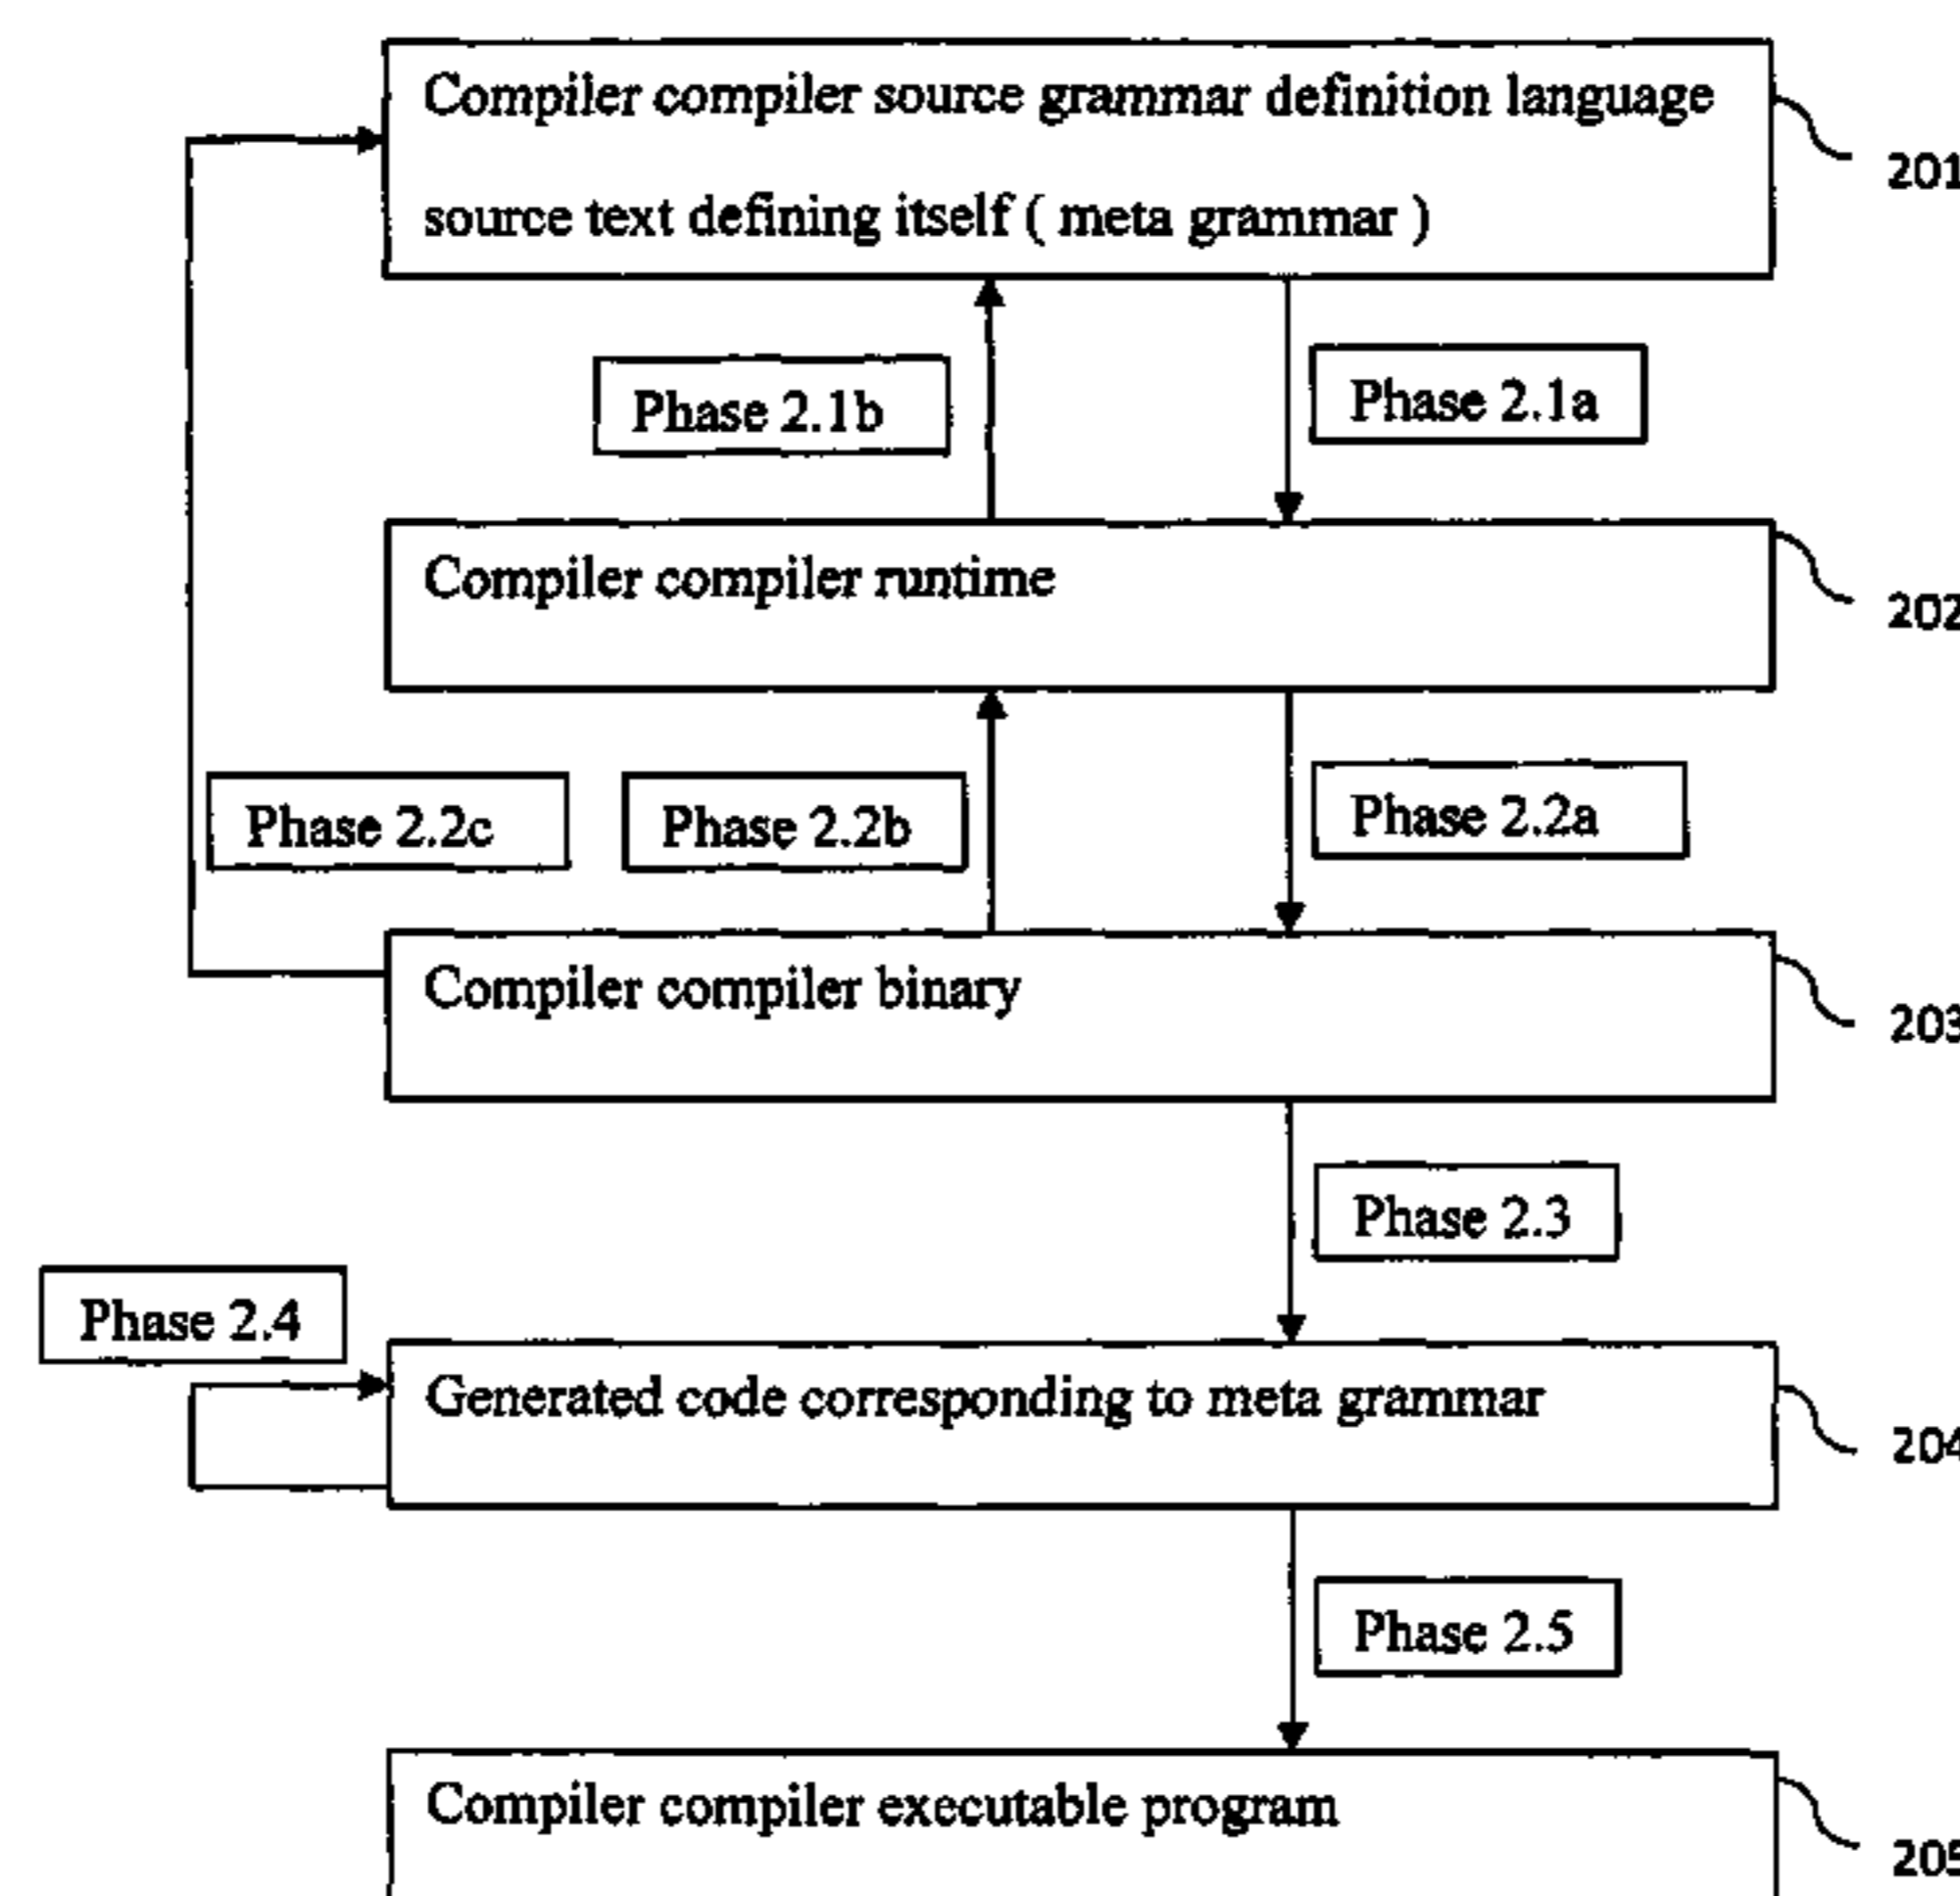 Compiler compiler source grammar definition language
source text defining itself ( meta grammar )
201
Phase 2.1b
Phase 2.1a
Compiler compiler runtime
202
Phase 2.2c
Phase 2.2b
Phase 2.2a
Compiler compiler binary
203
Phase 2.3
Phase 2.4
Generated code corresponding to meta grammar
204
Phase 2.5
Compiler compiler executable program
205